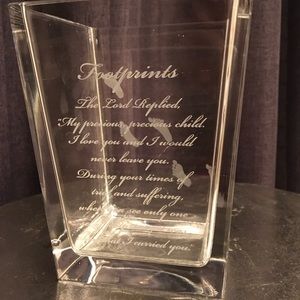 Footprints
The Lord Replied,
"My precious, precious child.
I love you and I would
never leave you.
During your times of
and suffering,
see only one
I carried you."